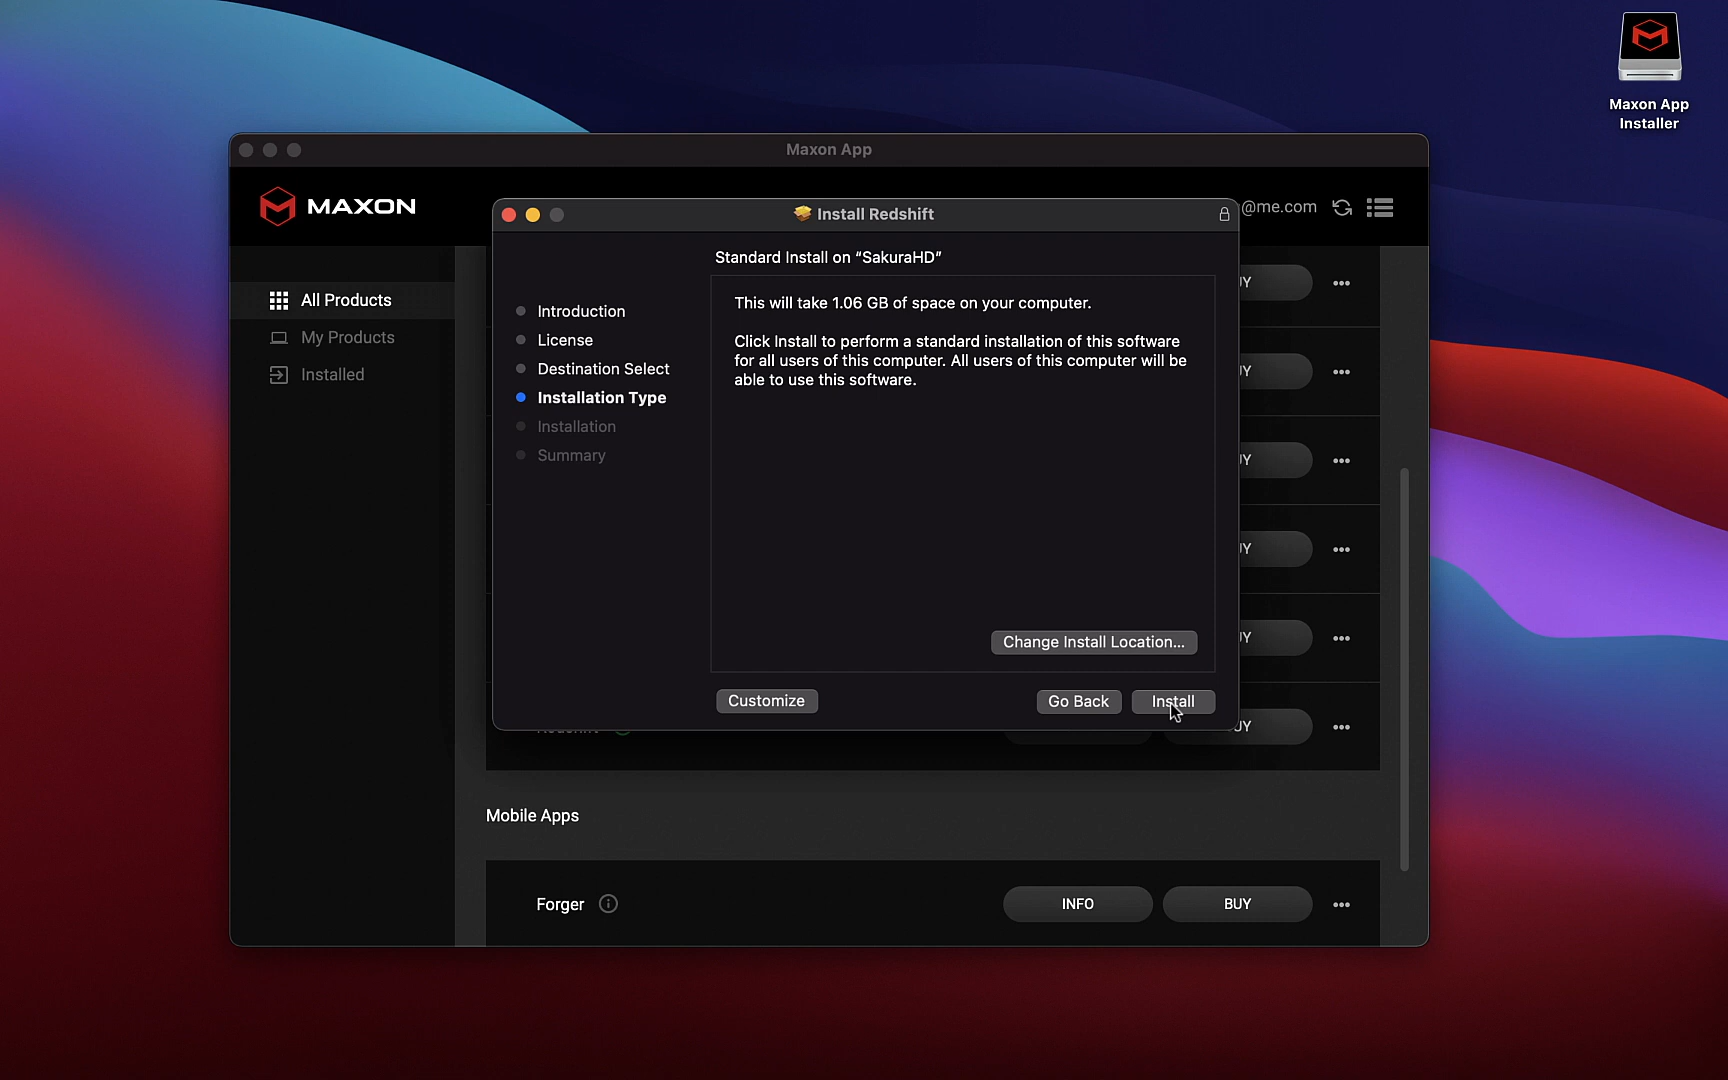 Maxon App
Installer
Maxon App
MAXON
@me.com
All Products
My Products
Installed
Install Redshift
Standard Install on “SakuraHD”
Introduction
License
Destination Select
Installation Type
Installation
Summary
This will take 1.06 GB of space on your computer.
Click Install to perform a standard installation of this software
for all users of this computer. All users of this computer will be
able to use this software.
Change Install Location...
Customize
Go Back
Install
Mobile Apps
Forger
INFO
BUY